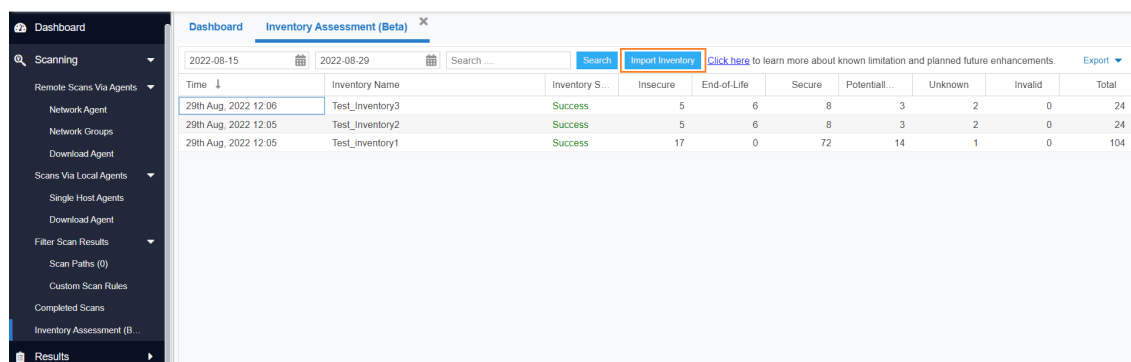 Dashboard
Scanning
Remote Scans Via Agents
Network Agent
Network Groups
Download Agent
Scans Via Local Agents
Single Host Agents
Download Agent
Filter Scan Results
Scan Paths (0)
Custom Scan Rules
Completed Scans
Inventory Assessment (B...
Results
Dashboard Inventory Assessment (Beta)
2022-08-15 2022-08-29 Search .... Search Import Inventory Click here to learn more about known limitation and planned future enhancements. Export
Time Inventory Name Inventory S... Insecure End-of-Life Secure Potentiall... Unknown Invalid Total
29th Aug, 2022 12:06 Test_Inventory3 Success 5 6 8 3 2 0 24
29th Aug, 2022 12:05 Test_Inventory2 Success 5 6 8 3 2 0 24
29th Aug, 2022 12:05 Test_inventory1 Success 17 0 72 14 1 0 104